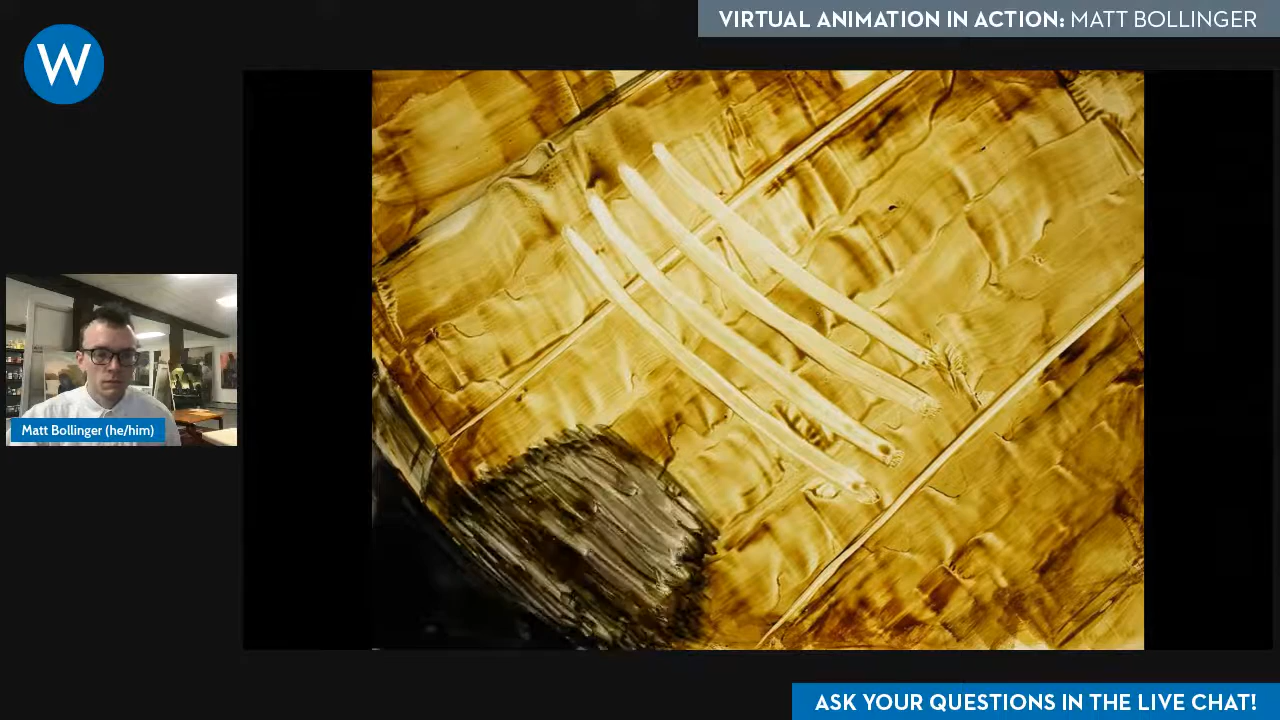 VIRTUAL ANIMATION IN ACTION: MATT BOLLINGER
W
Matt Bollinger (he/him)
ASK YOUR QUESTIONS IN THE LIVE CHAT!